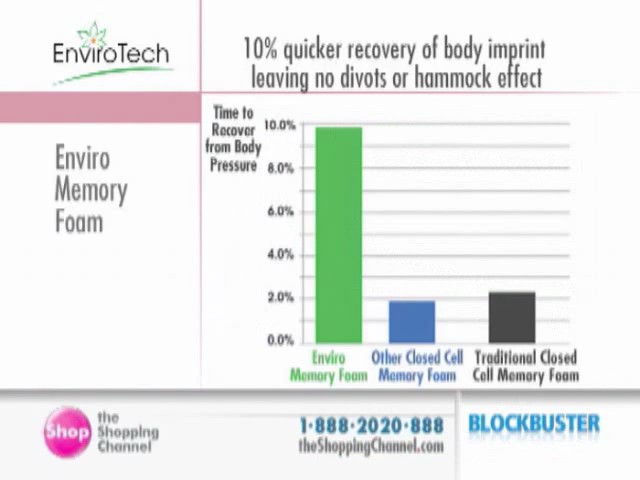 EnviroTech
10% quicker recovery of body imprint
leaving no divots or hammock effect
Enviro
Memory
Foam
Time to
Recover
from Body
Pressure
10.0%
8.0%
6.0%
4.0%
2.0%
0.0%
Enviro
Memory Foam
Other Closed Cell
Memory Foam
Traditional Closed
Cell Memory Foam
Shop
the
Shopping
Channel
1·888·2020·888
theShoppingChannel.com
BLOCKBUSTER